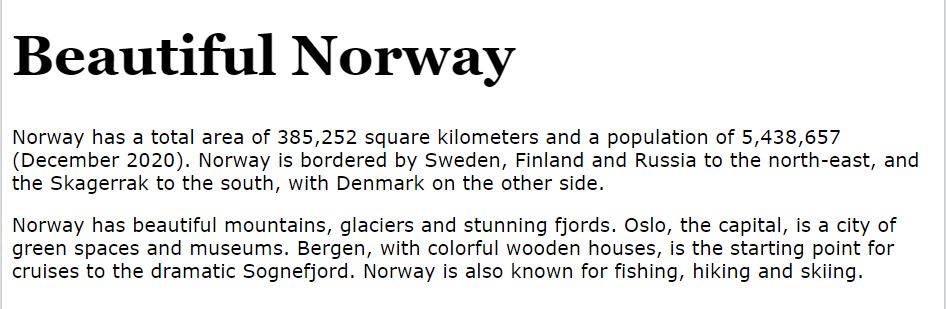 Beautiful Norway
Norway has a total area of 385,252 square kilometers and a population of 5,438,657
(December 2020). Norway is bordered by Sweden, Finland and Russia to the north-east, and
the Skagerrak to the south, with Denmark on the other side.
Norway has beautiful mountains, glaciers and stunning fjords. Oslo, the capital, is a city of
green spaces and museums. Bergen, with colorful wooden houses, is the starting point for
cruises to the dramatic Sognefjord. Norway is also known for fishing, hiking and skiing.